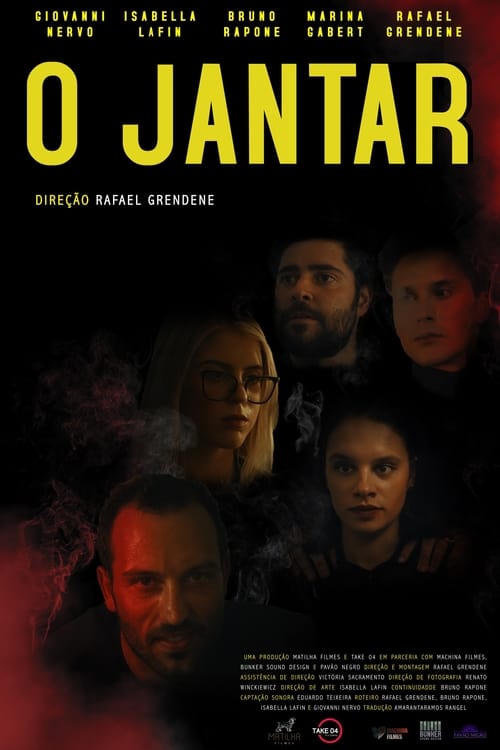 GIOVANNI ISABELLA BRUNO MARINA RAFAEL
NERVO LAFIN RAPONE GABERT GRENDENE
O JANTAR
DIREÇÃO RAFAEL GRENDENE
UMA PRODUÇÃO MATILHA FILMES E TAKE 04 EM PARCERIA COM MACHINA FILMES,
BUNKER SOUND DESIGN E PAVÃO NEGRO DIREÇÃO E MONTAGEM RAFAEL GRENDENE
ASSISTÊNCIA DE DIREÇÃO VICTÓRIA SACRAMENTO DIREÇÃO DE FOTOGRAFIA RENATO
WINCKIEWICZ DIREÇÃO DE ARTE ISABELLA LAFIN CONTINUIDADE BRUNO RAPONE
CAPTAÇÃO SONORA EDUARDO TEIXEIRA ROTEIRO RAFAEL GRENDENE, BRUNO RAPONE,
ISABELLA LAFIN E GIOVANNI NERVO TRADUÇÃO AMARANTARAMOS RANGEL
MATILHA
FILMES
TAKE 04
FILMES
BUNKER